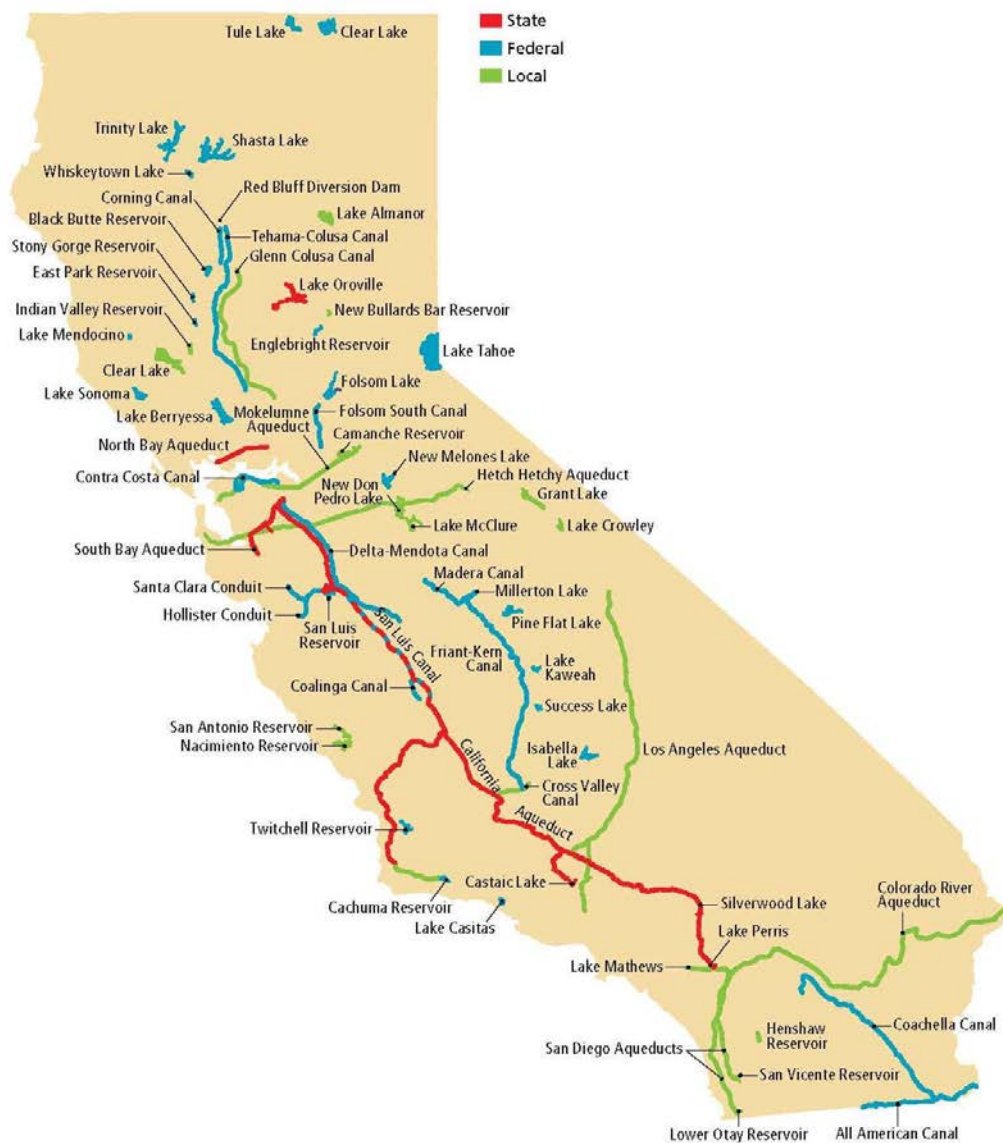 Tule Lake
Clear Lake
State
Federal
Local
Trinity Lake
Shasta Lake
Whiskeytown Lake
Red Bluff Diversion Dam
Corning Canal
Lake Almanor
Black Butte Reservoir
Tehama-Colusa Canal
Stony Gorge Reservoir
Glenn Colusa Canal
East Park Reservoir
Lake Oroville
Indian Valley Reservoir
New Bullards Bar Reservoir
Lake Mendocino
Englebright Reservoir
Lake Tahoe
Clear Lake
Folsom Lake
Lake Sonoma
Lake Berryessa
Mokelumne
Aqueduct
Folsom South Canal
Camanche Reservoir
North Bay Aqueduct
New Melones Lake
Contra Costa Canal
New Don
Pedro Lake
Hetch Hetchy Aqueduct
Grant Lake
Lake McClure
Lake Crowley
South Bay Aqueduct
Delta-Mendota Canal
Madera Canal
Santa Clara Conduit
Millerton Lake
Hollister Conduit
San Luis
Reservoir
San Luis Canal
Pine Flat Lake
Friant-Kern
Canal
Lake
Kaweah
Coalinga Canal
Success Lake
San Antonio Reservoir
Nacimiento Reservoir
Isabella
Lake
Los Angeles Aqueduct
California
Aqueduct
Cross Valley
Canal
Twitchell Reservoir
Castaic Lake
Cachuma Reservoir
Lake Casitas
Silverwood Lake
Colorado River
Aqueduct
Lake Perris
Lake Mathews
Henshaw
Reservoir
Coachella Canal
San Diego Aqueducts
San Vicente Reservoir
Lower Otay Reservoir
All American Canal